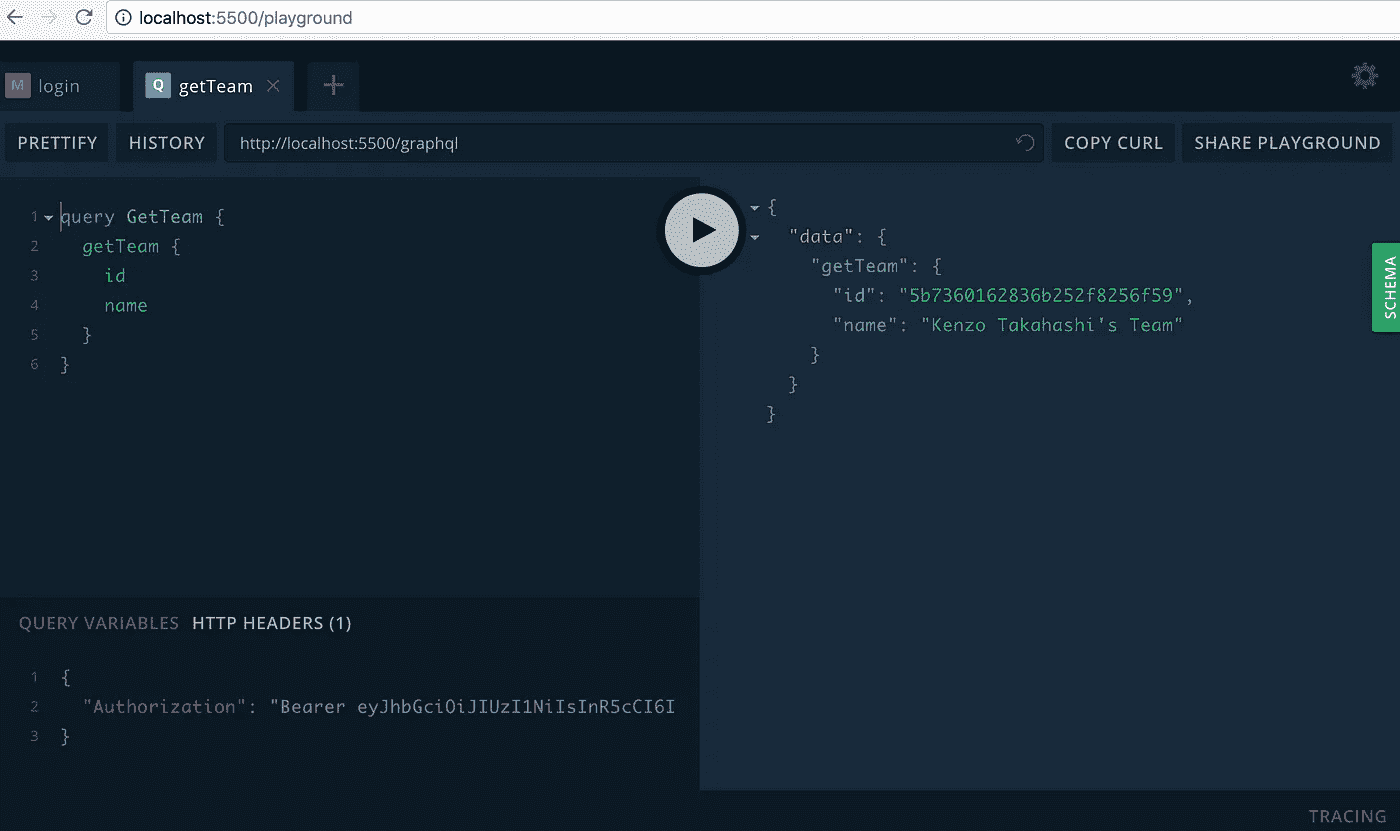 localhost:5500/playground
M login
Q getTeam
PRETTIFY HISTORY http://localhost:5500/graphql COPY CURL SHARE PLAYGROUND
1 query GetTeam {
2 getTeam {
3 id
4 name
5 }
6 }
{
"data": {
"getTeam": {
"id": "5b7360162836b252f8256f59",
"name": "Kenzo Takahashi's Team"
}
}
}
SCHEMA
QUERY VARIABLES HTTP HEADERS (1)
1 {
2 "Authorization": "Bearer eyJhbGciOiJIUzI1NiIsInR5cCI6I
3 }
TRACING